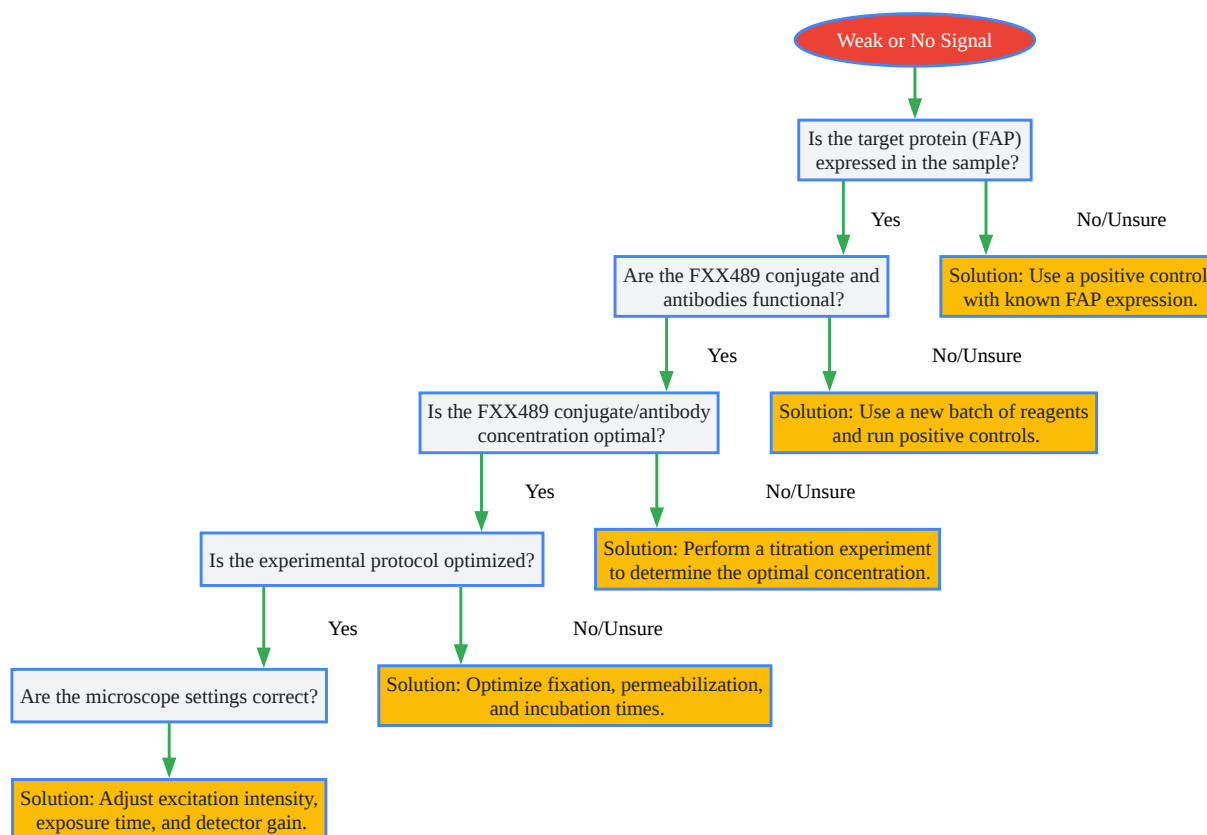 Weak or No Signal
Is the target protein (FAP)
expressed in the sample?
Yes
No/Unsure
Are the FXX489 conjugate and
antibodies functional?
Solution: Use a positive control
with known FAP expression.
Yes
No/Unsure
Is the FXX489 conjugate/antibody
concentration optimal?
Solution: Use a new batch of reagents
and run positive controls.
Yes
No/Unsure
Is the experimental protocol optimized?
Solution: Perform a titration experiment
to determine the optimal concentration.
Yes
No/Unsure
Are the microscope settings correct?
Solution: Optimize fixation, permeabilization,
and incubation times.
Solution: Adjust excitation intensity,
exposure time, and detector gain.